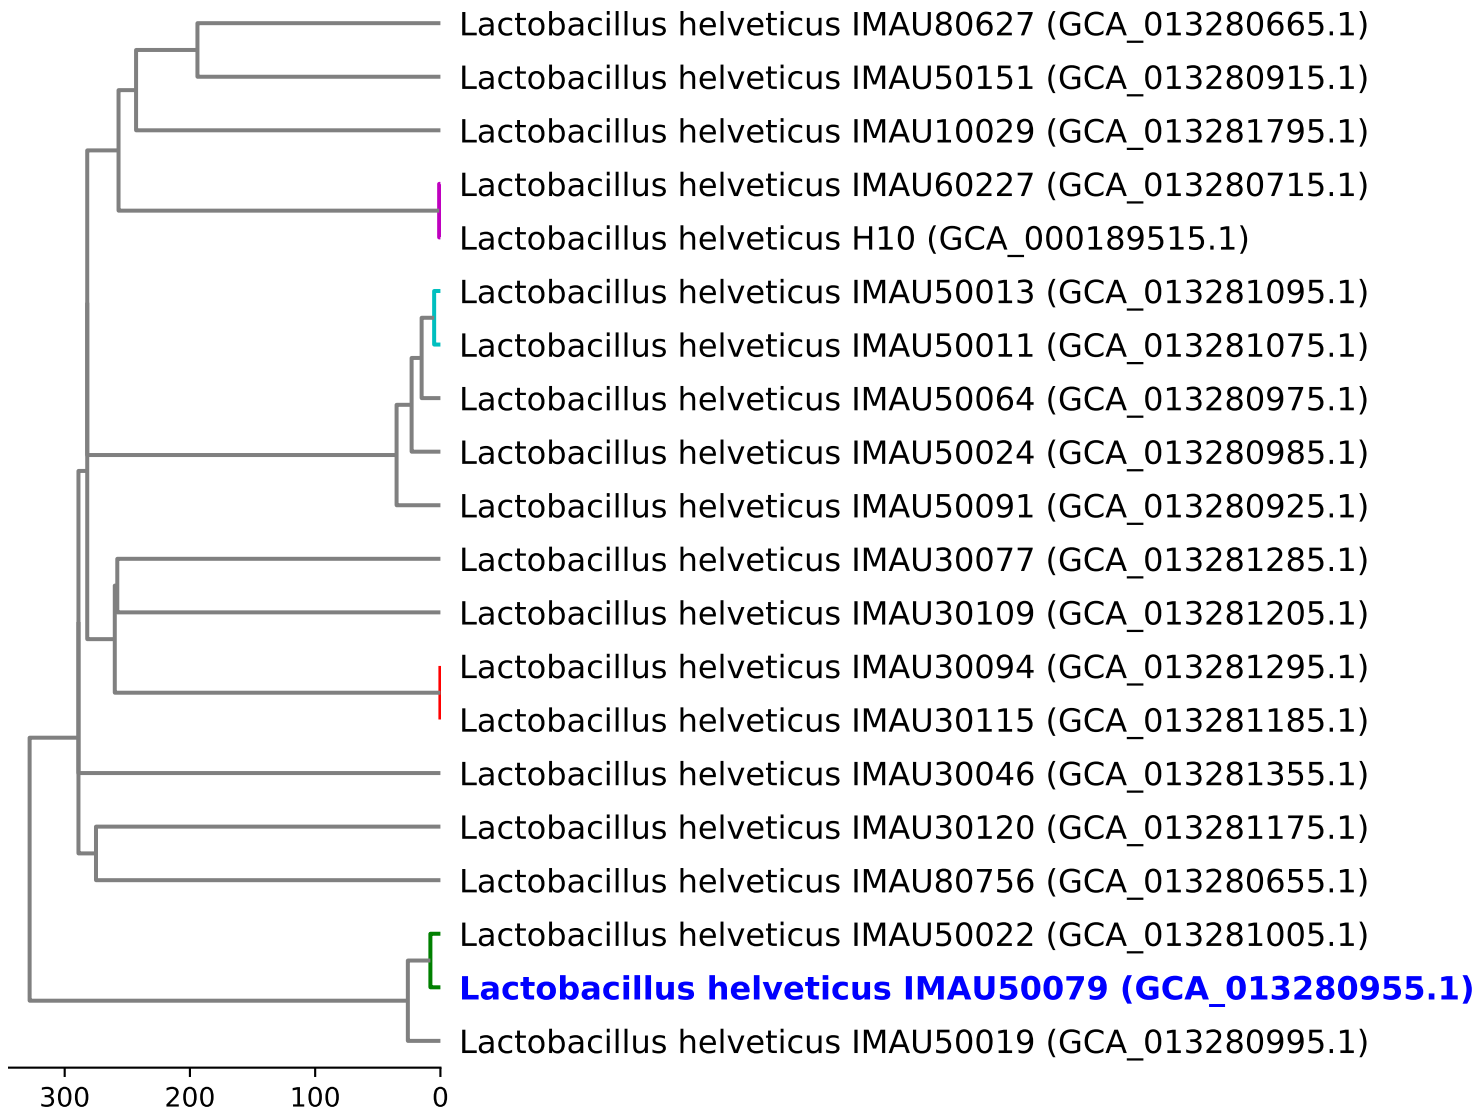 Lactobacillus helveticus IMAU80627 (GCA_013280665.1)
Lactobacillus helveticus IMAU50151 (GCA_013280915.1)
Lactobacillus helveticus IMAU10029 (GCA_013281795.1)
Lactobacillus helveticus IMAU60227 (GCA_013280715.1)
Lactobacillus helveticus H10 (GCA_000189515.1)
Lactobacillus helveticus IMAU50013 (GCA_013281095.1)
Lactobacillus helveticus IMAU50011 (GCA_013281075.1)
Lactobacillus helveticus IMAU50064 (GCA_013280975.1)
Lactobacillus helveticus IMAU50024 (GCA_013280985.1)
Lactobacillus helveticus IMAU50091 (GCA_013280925.1)
Lactobacillus helveticus IMAU30077 (GCA_013281285.1)
Lactobacillus helveticus IMAU30109 (GCA_013281205.1)
Lactobacillus helveticus IMAU30094 (GCA_013281295.1)
Lactobacillus helveticus IMAU30115 (GCA_013281185.1)
Lactobacillus helveticus IMAU30046 (GCA_013281355.1)
Lactobacillus helveticus IMAU30120 (GCA_013281175.1)
Lactobacillus helveticus IMAU80756 (GCA_013280655.1)
Lactobacillus helveticus IMAU50022 (GCA_013281005.1)
Lactobacillus helveticus IMAU50079 (GCA_013280955.1)
Lactobacillus helveticus IMAU50019 (GCA_013280995.1)
300 200 100 0